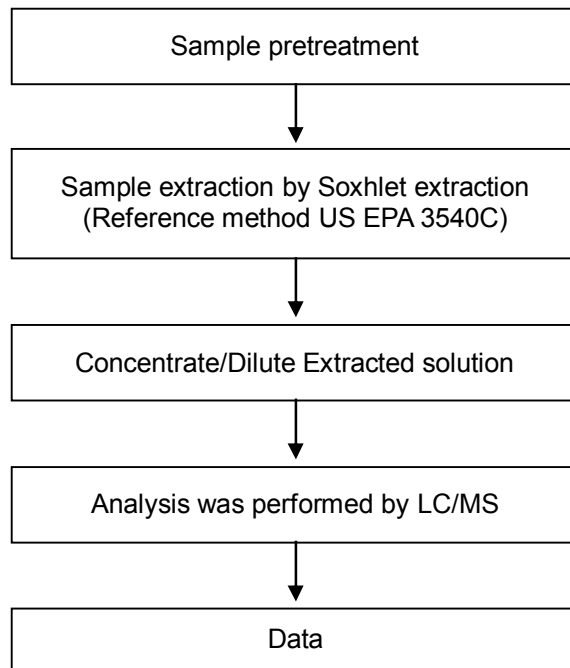 Sample pretreatment
Sample extraction by Soxhlet extraction
(Reference method US EPA 3540C)
Concentrate/Dilute Extracted solution
Analysis was performed by LC/MS
Data